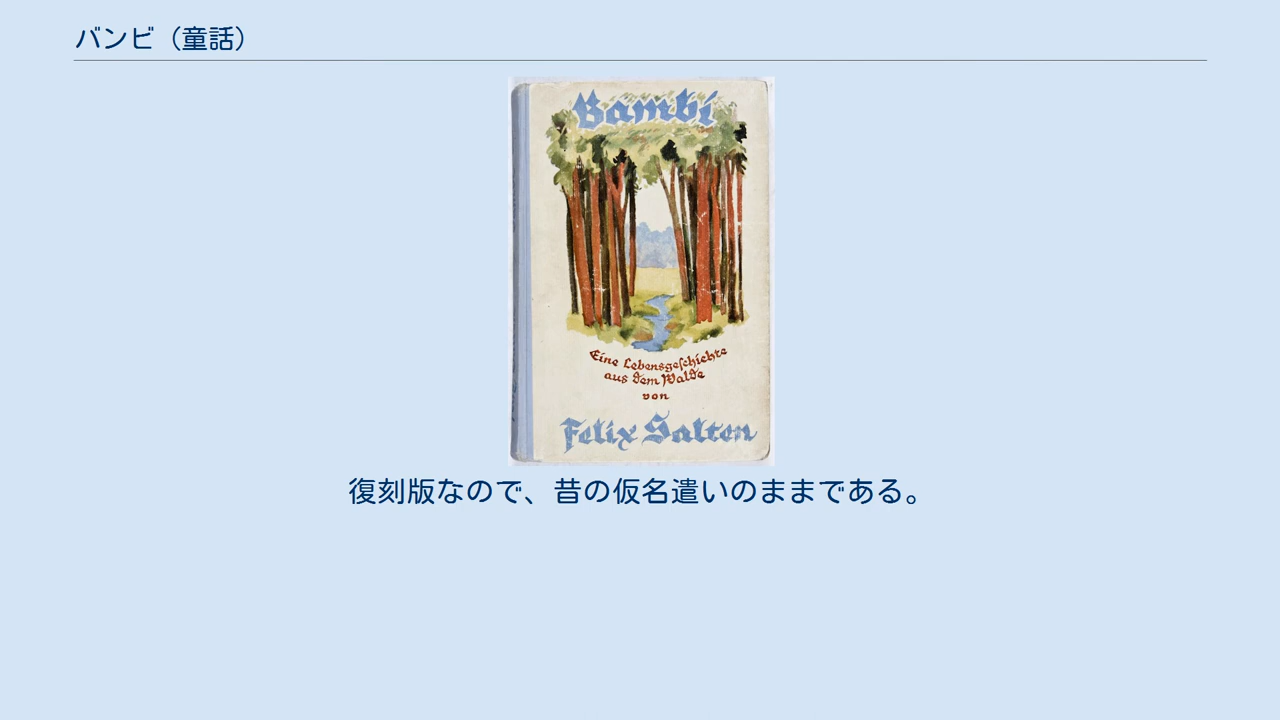 バンビ（童話）
Bambi
Eine Lebensgeſchichte
aus dem Walde
von
Felix Salten
復刻版なので、昔の仮名遣いのままである。